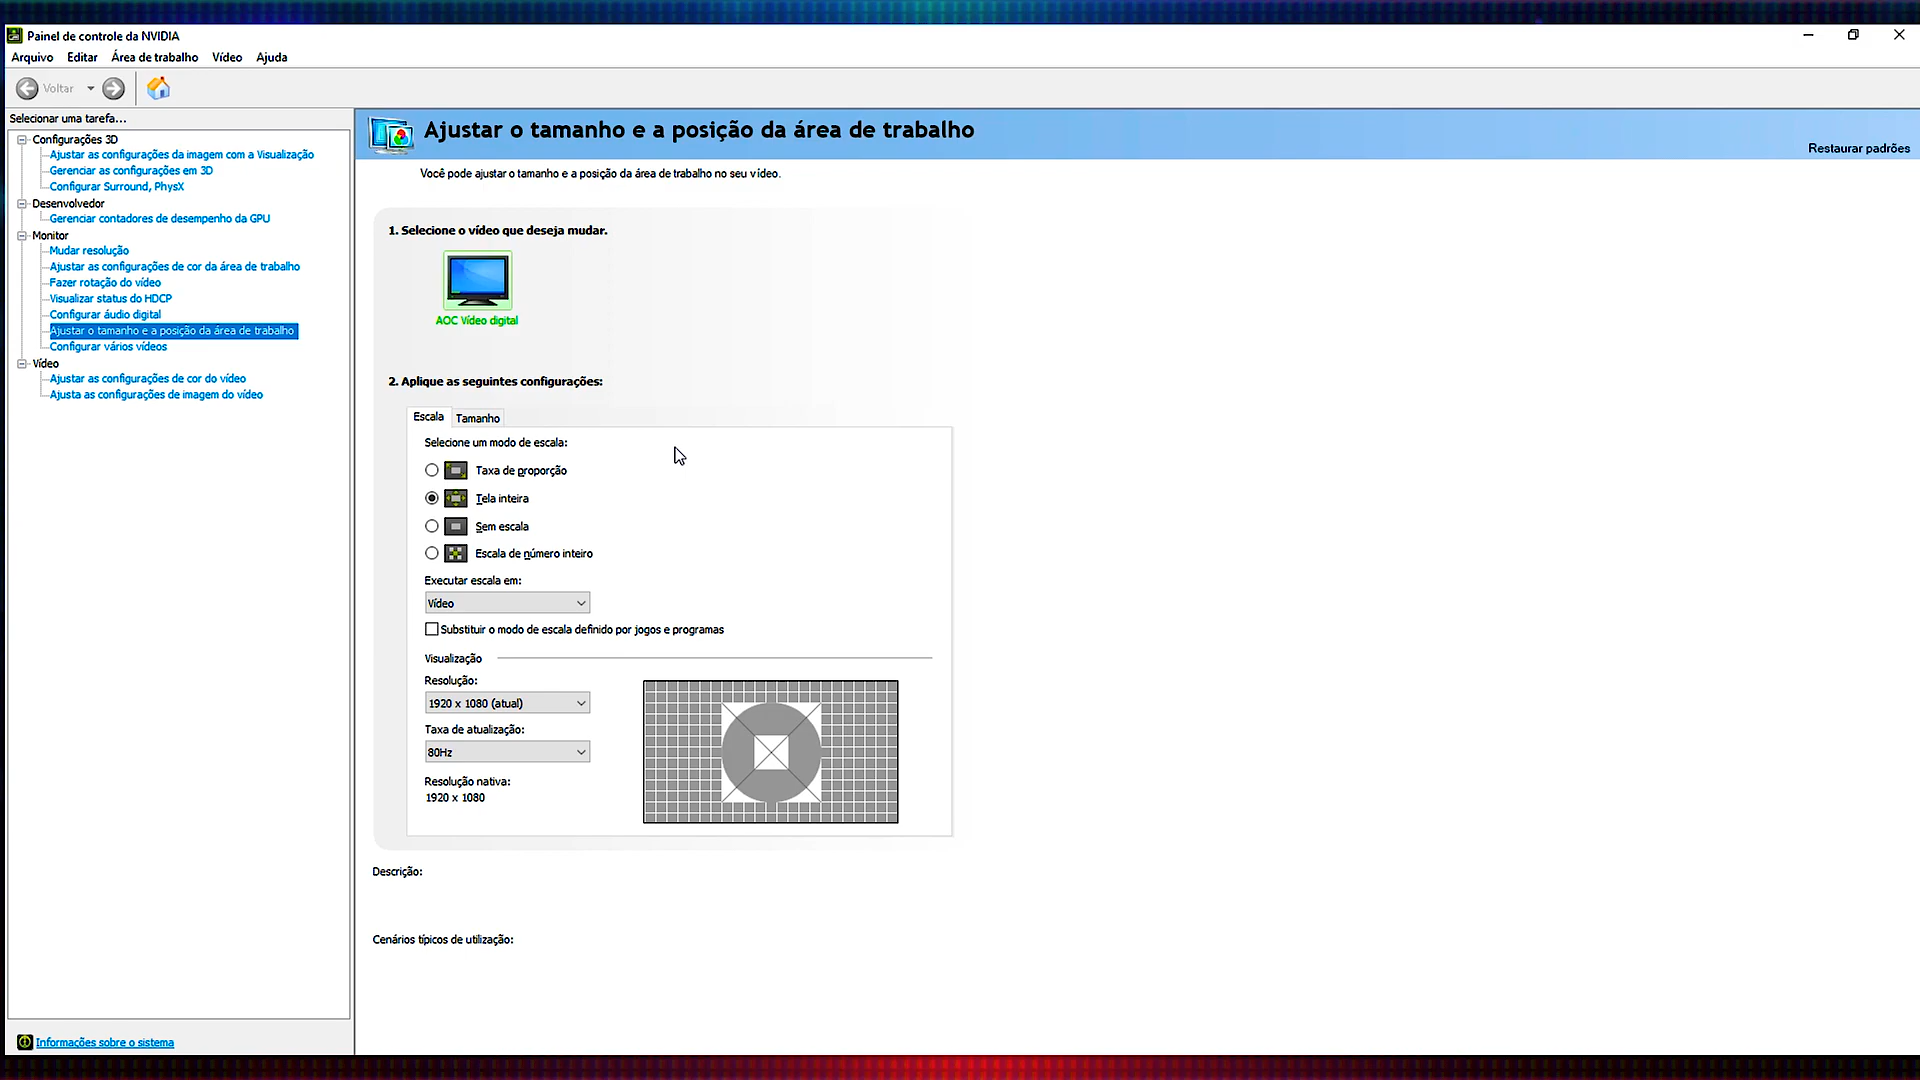 Painel de controle da NVIDIA
Arquivo Editar Área de trabalho Vídeo Ajuda
Voltar
Selecionar uma tarefa...
Configurações 3D
Ajustar as configurações da imagem com a Visualização
Gerenciar as configurações em 3D
Configurar Surround, PhysX
Desenvolvedor
Gerenciar contadores de desempenho da GPU
Monitor
Mudar resolução
Ajustar as configurações de cor da área de trabalho
Fazer rotação do vídeo
Visualizar status do HDCP
Configurar áudio digital
Ajustar o tamanho e a posição da área de trabalho
Configurar vários vídeos
Vídeo
Ajustar as configurações de cor do vídeo
Ajusta as configurações de imagem do vídeo
Informações sobre o sistema
Ajustar o tamanho e a posição da área de trabalho
Restaurar padrões
Você pode ajustar o tamanho e a posição da área de trabalho no seu vídeo.
1. Selecione o vídeo que deseja mudar.
AOC Vídeo digital
2. Aplique as seguintes configurações:
Escala Tamanho
Selecione um modo de escala:
Taxa de proporção
Tela inteira
Sem escala
Escala de número inteiro
Executar escala em:
Vídeo
Substituir o modo de escala definido por jogos e programas
Visualização
Resolução:
1920 x 1080 (atual)
Taxa de atualização:
80Hz
Resolução nativa:
1920 x 1080
Descrição:
Cenários típicos de utilização: